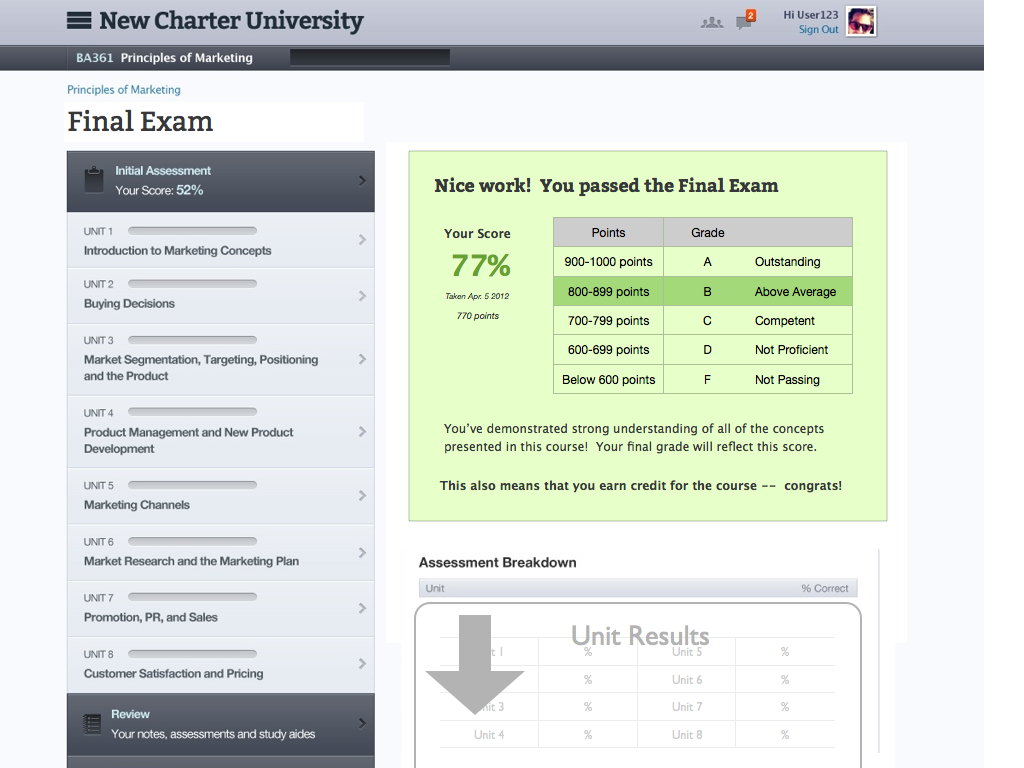 New Charter University
2
Hi User123
Sign Out
BA361 Principles of Marketing
Principles of Marketing
Final Exam
Initial Assessment
Your Score: 52%
UNIT 1
Introduction to Marketing Concepts
UNIT 2
Buying Decisions
UNIT 3
Market Segmentation, Targeting, Positioning
and the Product
UNIT 4
Product Management and New Product
Development
UNIT 5
Marketing Channels
UNIT 6
Market Research and the Marketing Plan
UNIT 7
Promotion, PR, and Sales
UNIT 8
Customer Satisfaction and Pricing
Review
Your notes, assessments and study aides
Nice work! You passed the Final Exam
Your Score
77%
Taken Apr. 5 2012
770 points
Points Grade
900-1000 points A Outstanding
800-899 points B Above Average
700-799 points C Competent
600-699 points D Not Proficient
Below 600 points F Not Passing
You've demonstrated strong understanding of all of the concepts
presented in this course! Your final grade will reflect this score.
This also means that you earn credit for the course -- congrats!
Assessment Breakdown
Unit % Correct
Unit Results
1 % Unit 5 %
% Unit 6 %
3 % Unit 7 %
Unit 4 % Unit 8 %